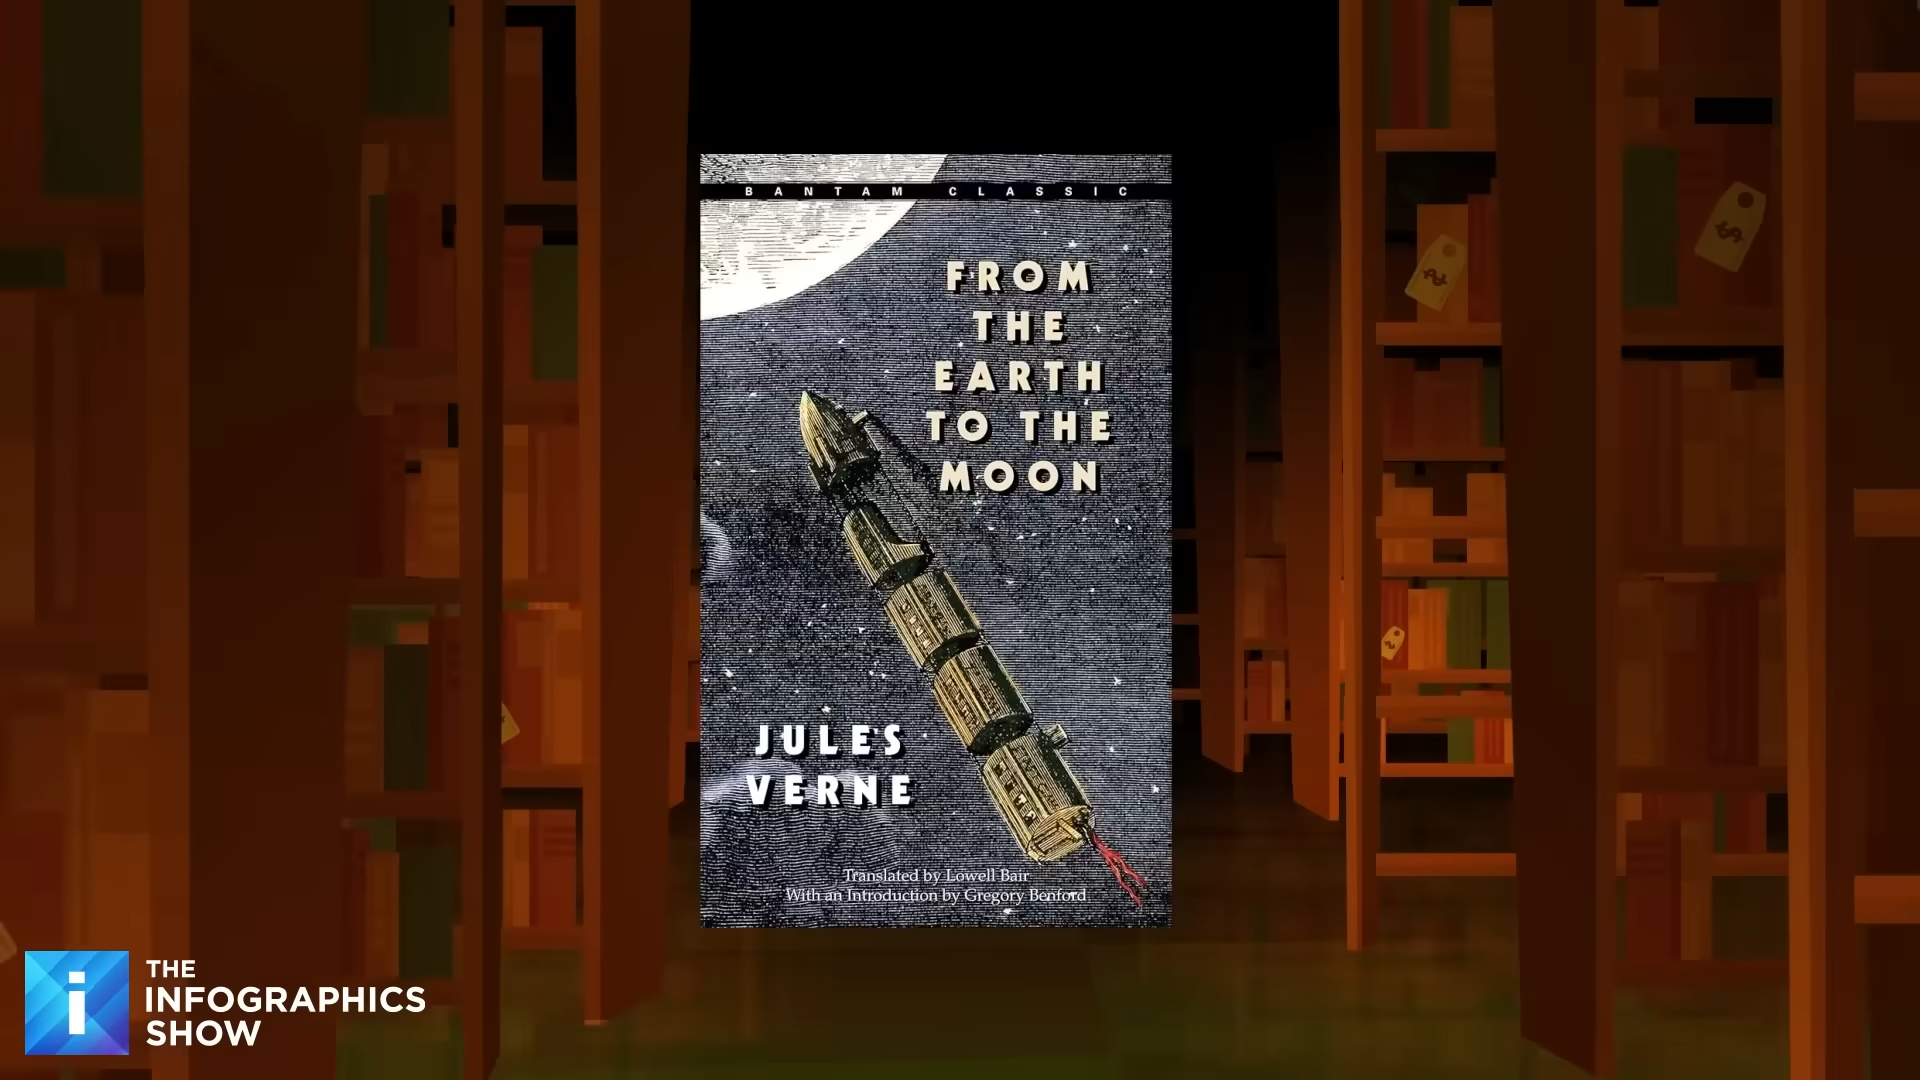 BANTAM CLASSIC
FROM
THE
EARTH
TO THE
MOON
JULES
VERNE
Translated by Lowell Bair
With an Introduction by Gregory Benford
i THE
INFOGRAPHICS
SHOW